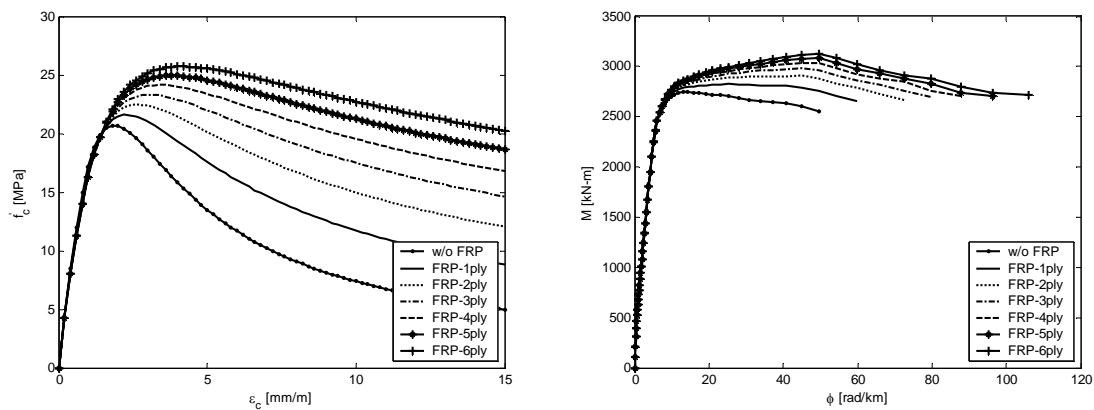 30
25
20
15
10
5
0
f'c [MPa]
0 5 10 15
εc [mm/m]
w/o FRP
FRP-1ply
FRP-2ply
FRP-3ply
FRP-4ply
FRP-5ply
FRP-6ply
3500
3000
2500
2000
1500
1000
500
0
M [kN-m]
0 20 40 60 80 100 120
ϕ [rad/km]
w/o FRP
FRP-1ply
FRP-2ply
FRP-3ply
FRP-4ply
FRP-5ply
FRP-6ply